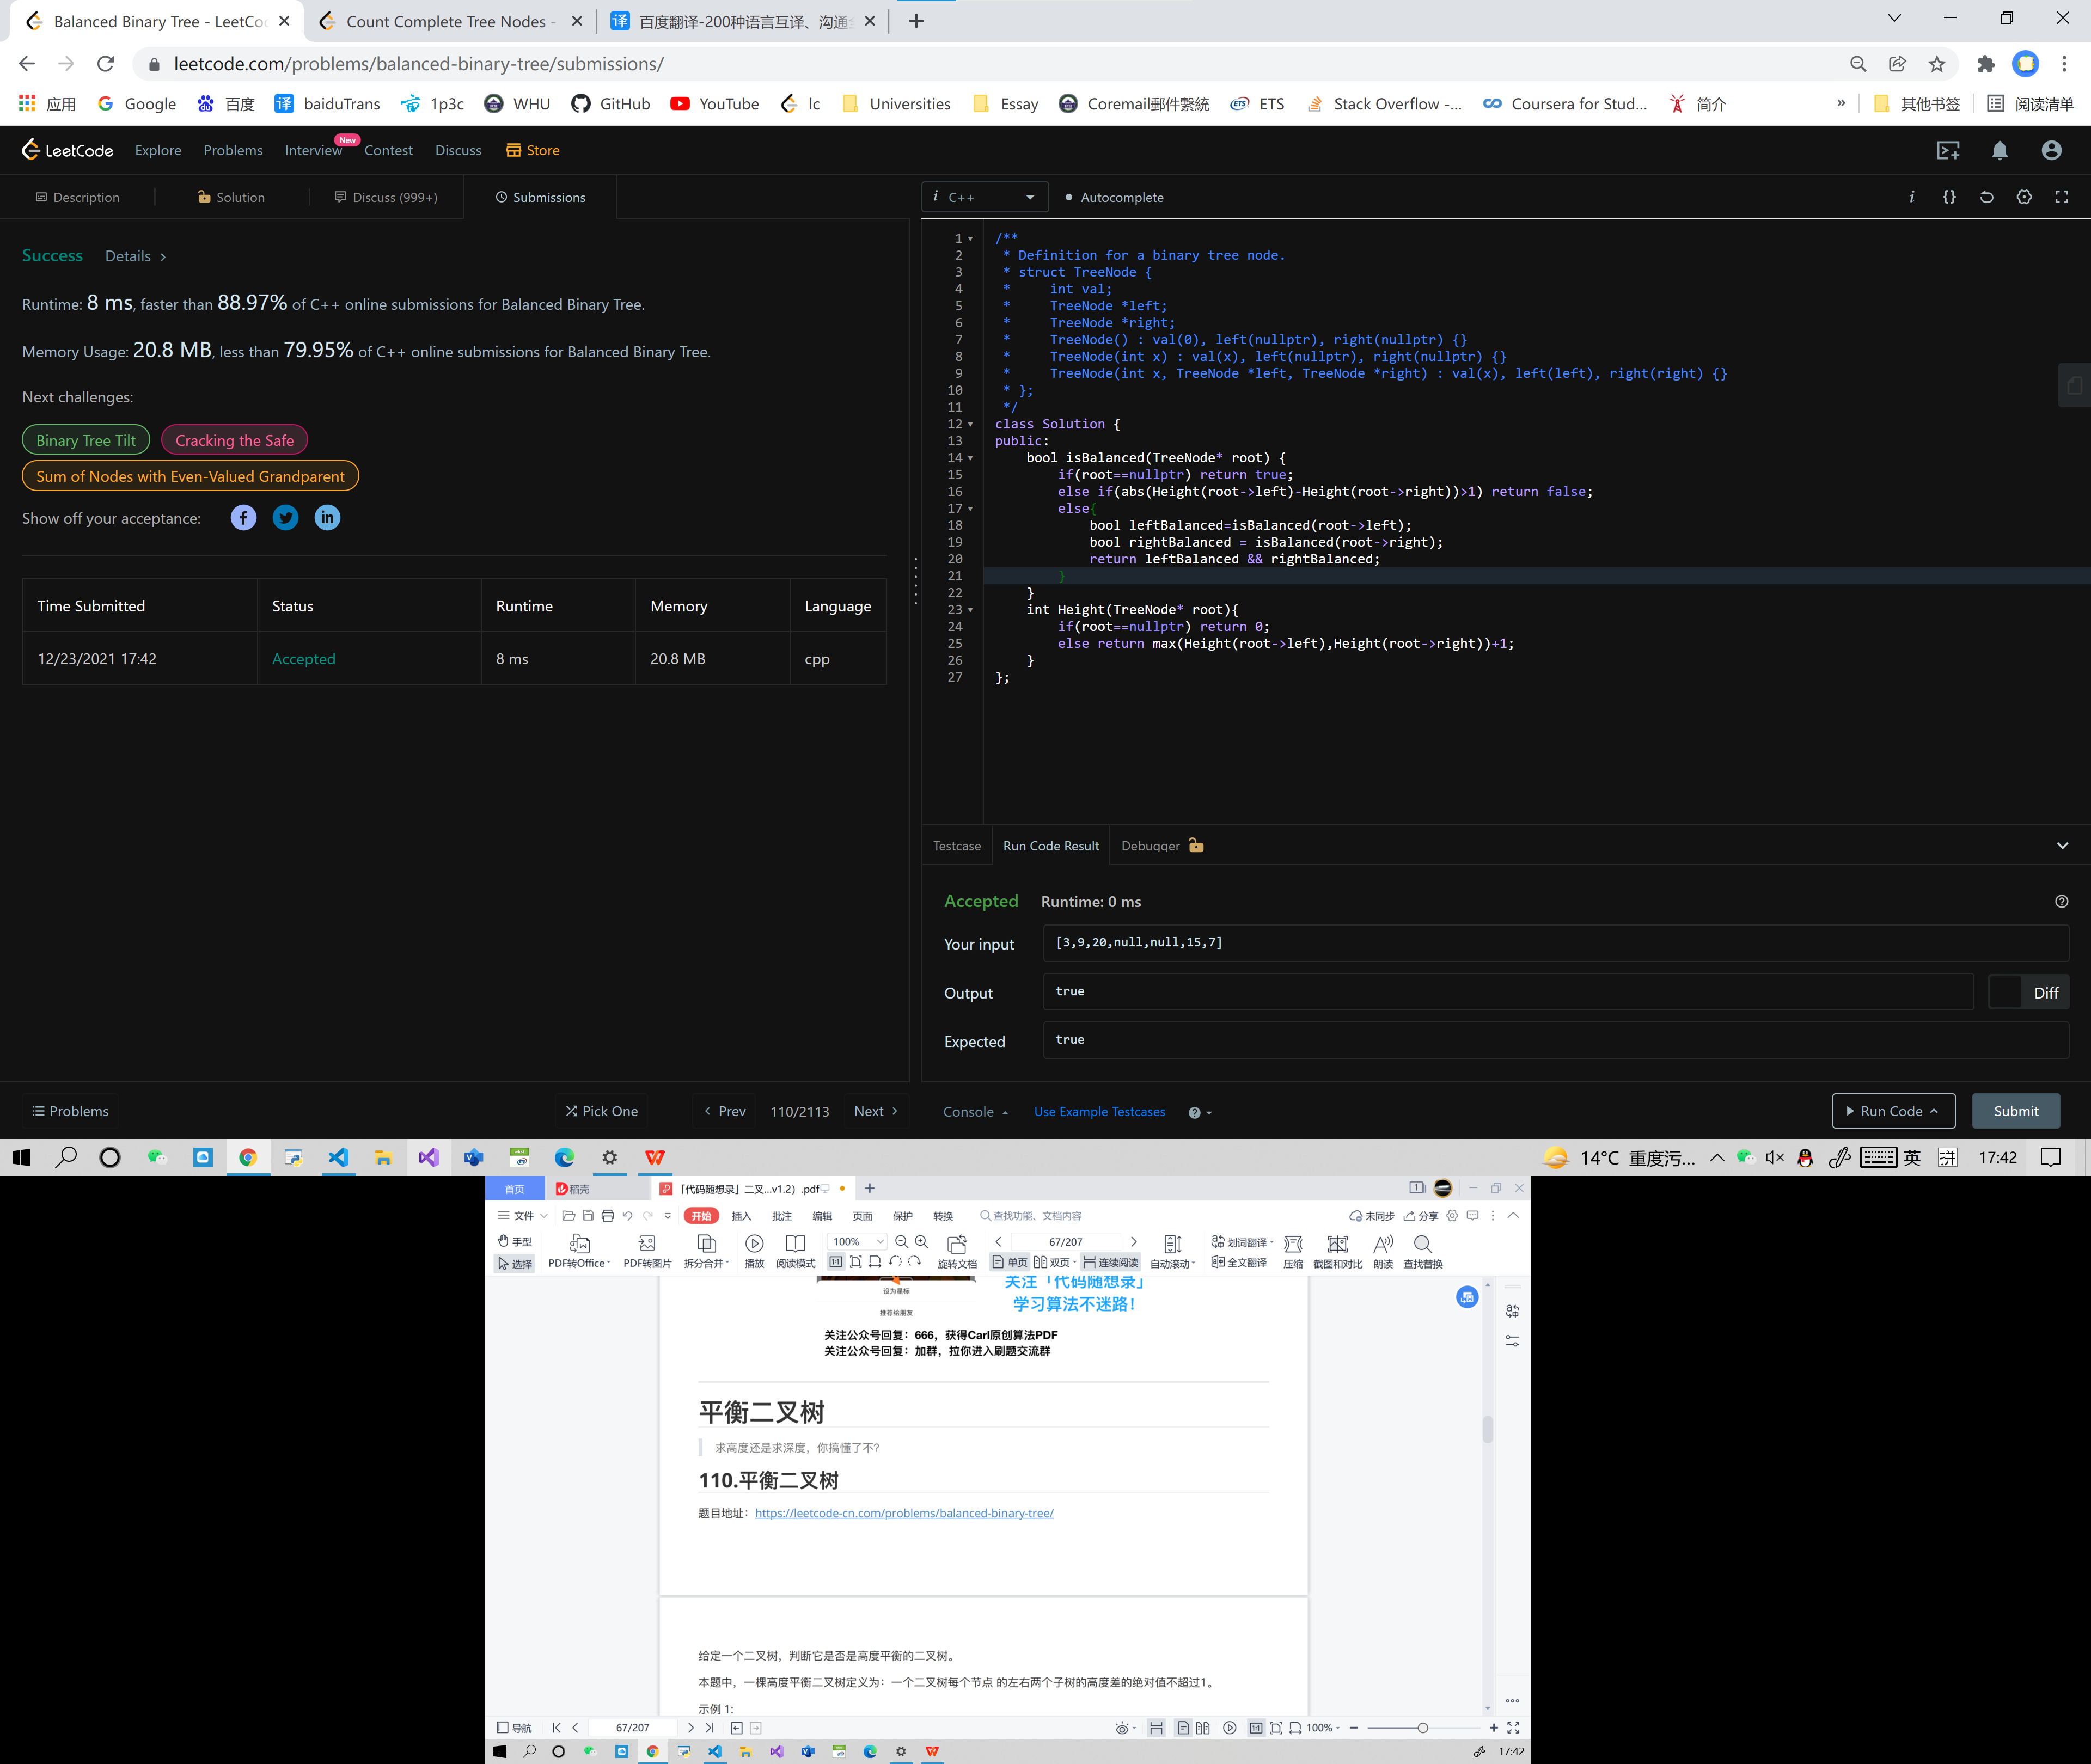 Balanced Binary Tree - LeetCo
Count Complete Tree Nodes -
百度翻译-200种语言互译、沟通
leetcode.com/problems/balanced-binary-tree/submissions/
应用 Google 百度 baiduTrans 1p3c WHU GitHub YouTube lc Universities Essay Coremail郵件繫統 ETS Stack Overflow -... Coursera for Stud... 简介 » 其他书签 阅读清单
LeetCode Explore Problems Interview New Contest Discuss Store
Description Solution Discuss (999+) Submissions
Success Details >
Runtime: 8 ms, faster than 88.97% of C++ online submissions for Balanced Binary Tree.
Memory Usage: 20.8 MB, less than 79.95% of C++ online submissions for Balanced Binary Tree.
Next challenges:
Binary Tree Tilt Cracking the Safe
Sum of Nodes with Even-Valued Grandparent
Show off your acceptance:
Time Submitted Status Runtime Memory Language
12/23/2021 17:42 Accepted 8 ms 20.8 MB cpp
Problems Pick One Prev 110/2113 Next
i C++ Autocomplete
1 /**
2  * Definition for a binary tree node.
3  * struct TreeNode {
4  *     int val;
5  *     TreeNode *left;
6  *     TreeNode *right;
7  *     TreeNode() : val(0), left(nullptr), right(nullptr) {}
8  *     TreeNode(int x) : val(x), left(nullptr), right(nullptr) {}
9  *     TreeNode(int x, TreeNode *left, TreeNode *right) : val(x), left(left), right(right) {}
10  * };
11  */
12 class Solution {
13 public:
14     bool isBalanced(TreeNode* root) {
15         if(root==nullptr) return true;
16         else if(abs(Height(root->left)-Height(root->right))>1) return false;
17         else{
18             bool leftBalanced=isBalanced(root->left);
19             bool rightBalanced = isBalanced(root->right);
20             return leftBalanced && rightBalanced;
21         }
22     }
23     int Height(TreeNode* root){
24         if(root==nullptr) return 0;
25         else return max(Height(root->left),Height(root->right))+1;
26     }
27 };
Testcase Run Code Result Debugger
Accepted Runtime: 0 ms
Your input [3,9,20,null,null,15,7]
Output true Diff
Expected true
Console Use Example Testcases Run Code Submit
14°C 重度污... 英 拼 17:42
首页 稻壳 「代码随想录」二叉...v1.2）.pdf
文件 开始 插入 批注 编辑 页面 保护 转换 查找功能、文档内容 未同步 分享
手型 100% 67/207 划词翻译
选择 PDF转Office PDF转图片 拆分合并 播放 阅读模式 旋转文档 单页 双页 连续阅读 自动滚动 全文翻译 压缩 截图和对比 朗读 查找替换
设为星标
推荐给朋友
关注「代码随想录」
学习算法不迷路！
关注公众号回复：666，获得Carl原创算法PDF
关注公众号回复：加群，拉你进入刷题交流群
平衡二叉树
求高度还是求深度，你搞懂了不？
110.平衡二叉树
题目地址：https://leetcode-cn.com/problems/balanced-binary-tree/
给定一个二叉树，判断它是否是高度平衡的二叉树。
本题中，一棵高度平衡二叉树定义为：一个二叉树每个节点 的左右两个子树的高度差的绝对值不超过1。
示例 1:
导航 67/207 100%
17:42